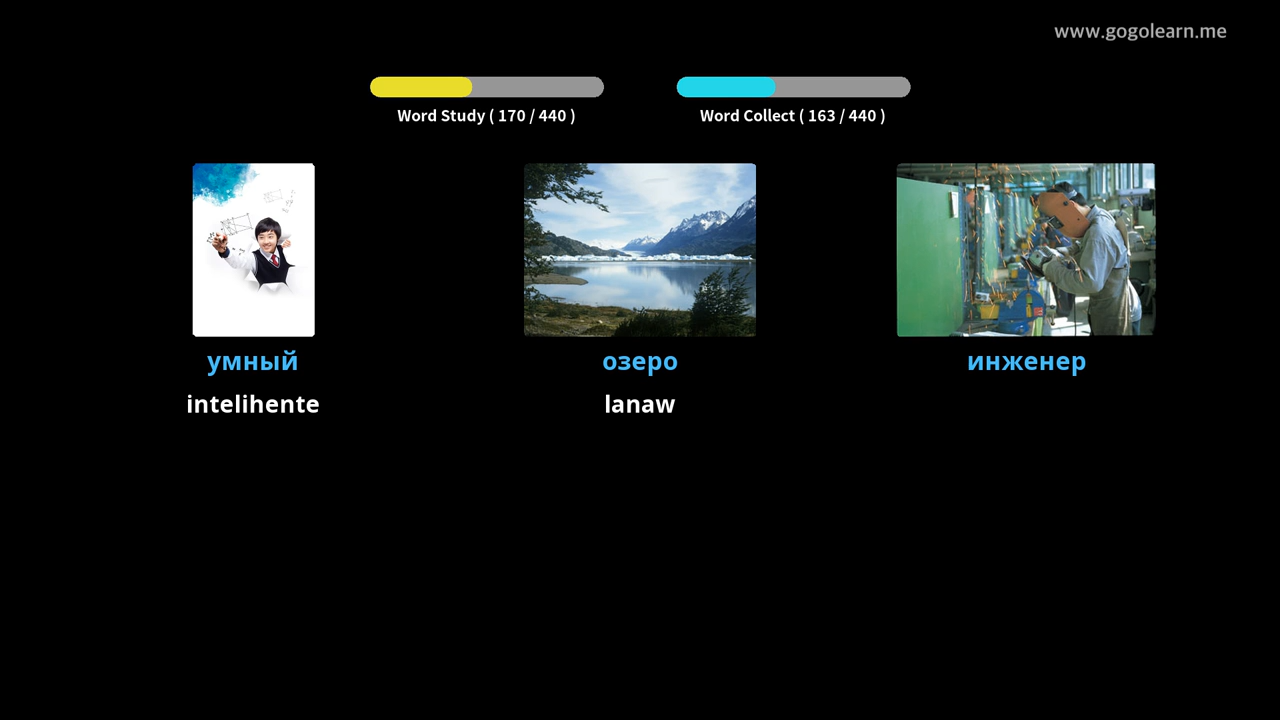 www.gogolearn.me
Word Study ( 170 / 440 )
Word Collect ( 163 / 440 )
умный
озеро
инженер
intelihente
lanaw